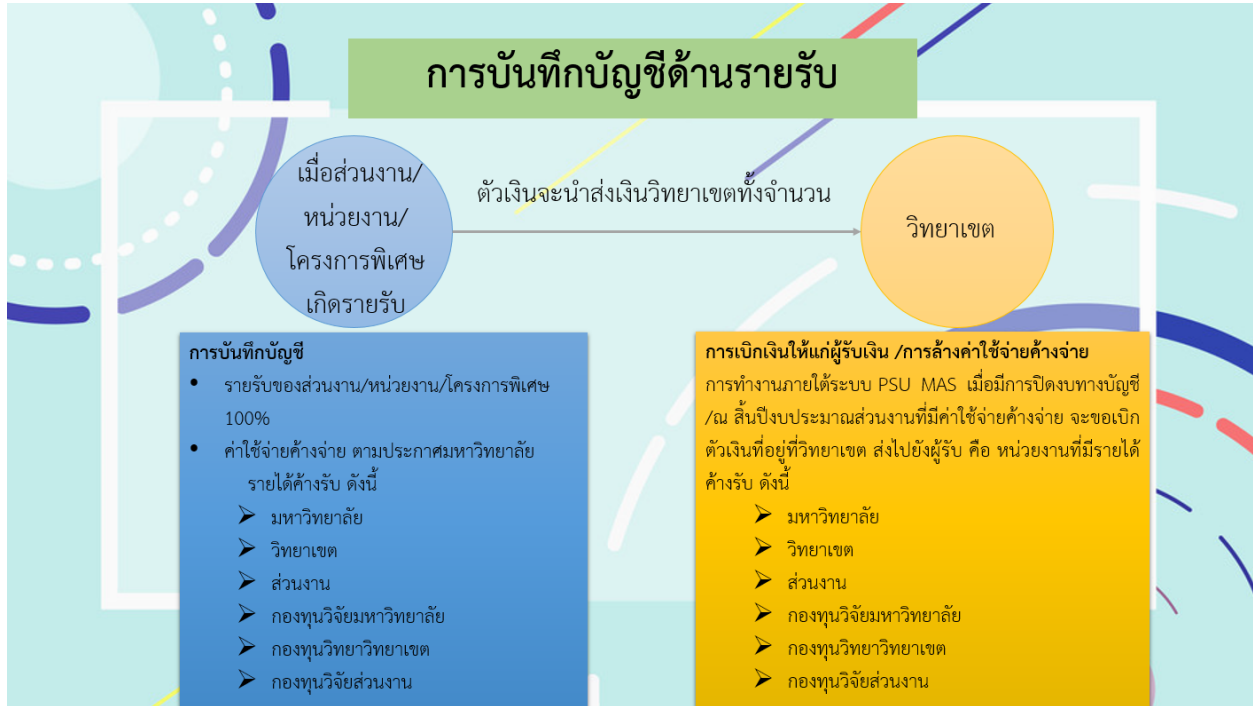 การบันทึกบัญชีด้านรายรับ
เมื่อส่วนงาน/
หน่วยงาน/
โครงการพิเศษ
เกิดรายรับ
ตัวเงินจะนำส่งเงินวิทยาเขตทั้งจำนวน
วิทยาเขต
การบันทึกบัญชี
• รายรับของส่วนงาน/หน่วยงาน/โครงการพิเศษ
100%
• ค่าใช้จ่ายค้างจ่าย ตามประกาศมหาวิทยาลัย
รายได้ค้างรับ ดังนี้
➢ มหาวิทยาลัย
➢ วิทยาเขต
➢ ส่วนงาน
➢ กองทุนวิจัยมหาวิทยาลัย
➢ กองทุนวิทยาวิทยาเขต
➢ กองทุนวิจัยส่วนงาน
การเบิกเงินให้แก่ผู้รับเงิน /การล้างค่าใช้จ่ายค้างจ่าย
การทำงานภายใต้ระบบ PSU MAS เมื่อมีการปิดงบทางบัญชี
/ณ สิ้นปีงบประมาณส่วนงานที่มีค่าใช้จ่ายค้างจ่าย จะขอเบิก
ตัวเงินที่อยู่ที่วิทยาเขต ส่งไปยังผู้รับ คือ หน่วยงานที่มีรายได้
ค้างรับ ดังนี้
➢ มหาวิทยาลัย
➢ วิทยาเขต
➢ ส่วนงาน
➢ กองทุนวิจัยมหาวิทยาลัย
➢ กองทุนวิทยาวิทยาเขต
➢ กองทุนวิจัยส่วนงาน